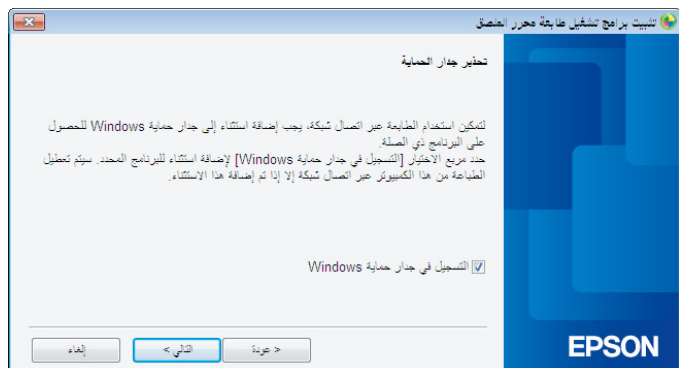 تثبيت برامج تشغيل طابعة محرر الملصق
تحذير جدار الحماية
لتمكين استخدام الطابعة عبر اتصال شبكة، يجب إضافة استثناء إلى جدار حماية Windows للحصول
على البرنامج ذي الصلة.
حدد مربع الاختيار [التسجيل في جدار حماية Windows] لإضافة استثناء للبرنامج المحدد. سيتم تعطيل
الطباعة من هذا الكمبيوتر عبر اتصال شبكة إلا إذا تم إضافة هذا الاستثناء.
التسجيل في جدار حماية Windows
< عودة
التالي >
إلغاء
EPSON